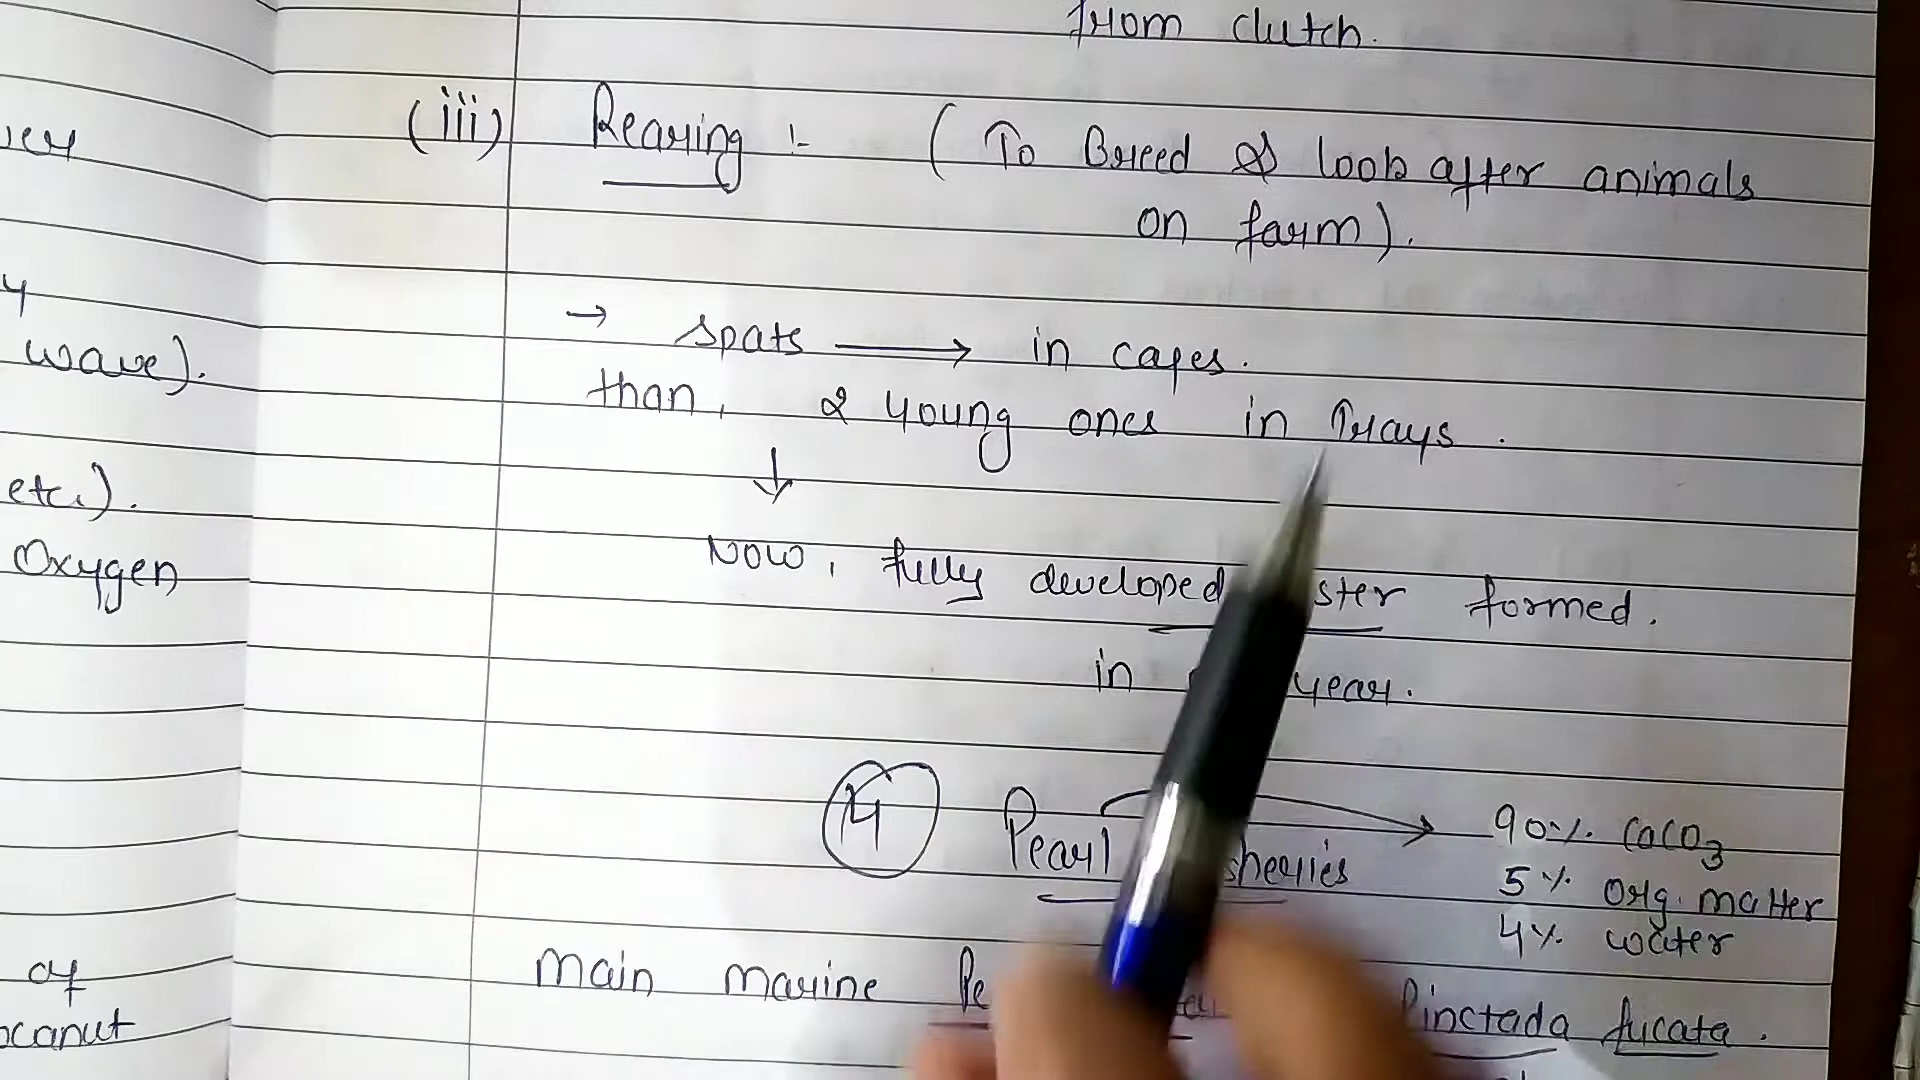 from clutch.
(iii) Rearing :- ( To Breed & look after animals
on farm).
→ spats ⟶ in cages.
than, & young ones in Trays.
↓
Now, fully developed ster formed.
in year.
4 Pearl sheries → 90% CaCO3
5% Org. matter
4% water
main marine Pe Pinctada fucata.
wave).
etc.).
Oxygen
of
ocanut